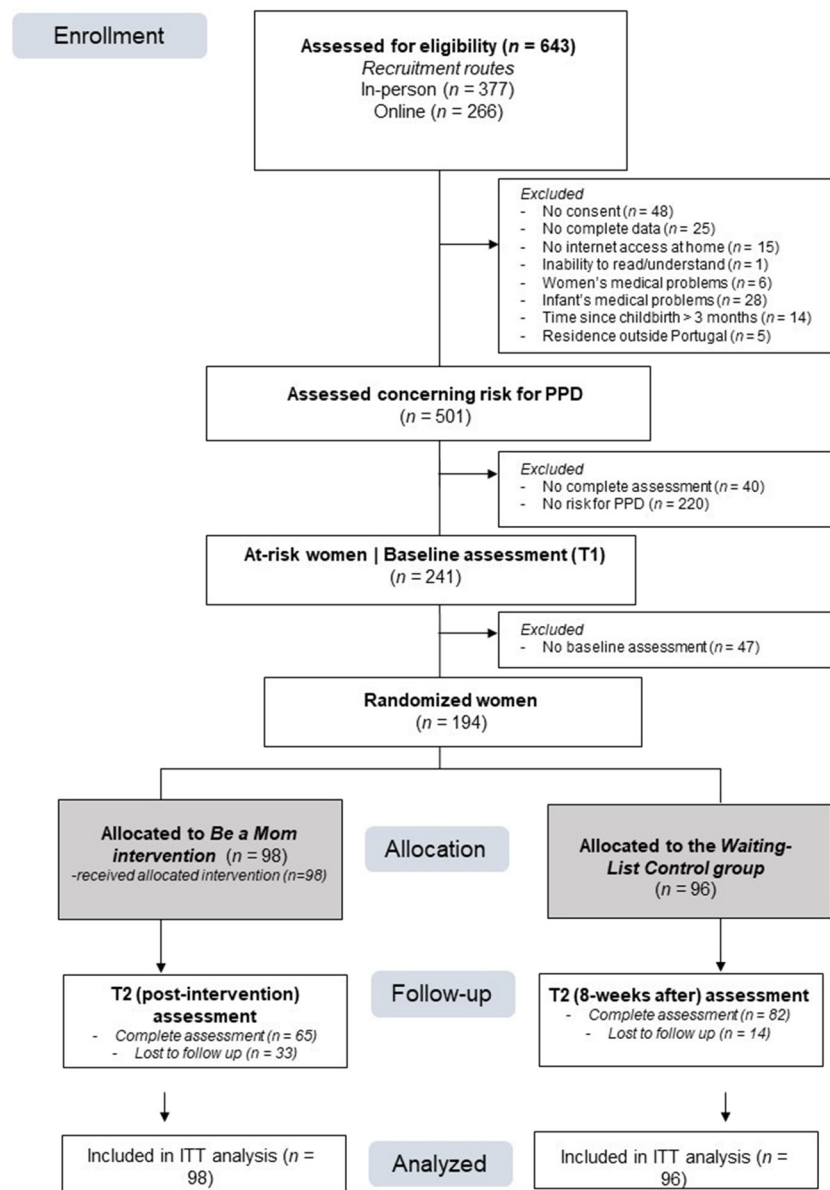 Enrollment
Assessed for eligibility (n = 643)
Recruitment routes
In-person (n = 377)
Online (n = 266)
Excluded
- No consent (n = 48)
- No complete data (n = 25)
- No internet access at home (n = 15)
- Inability to read/understand (n = 1)
- Women's medical problems (n = 6)
- Infant's medical problems (n = 28)
- Time since childbirth > 3 months (n = 14)
- Residence outside Portugal (n = 5)
Assessed concerning risk for PPD
(n = 501)
Excluded
- No complete assessment (n = 40)
- No risk for PPD (n = 220)
At-risk women | Baseline assessment (T1)
(n = 241)
Excluded
- No baseline assessment (n = 47)
Randomized women
(n = 194)
Allocated to Be a Mom
intervention (n = 98)
-received allocated intervention (n=98)
Allocation
Allocated to the Waiting-
List Control group
(n = 96)
T2 (post-intervention)
assessment
- Complete assessment (n = 65)
- Lost to follow up (n = 33)
Follow-up
T2 (8-weeks after) assessment
- Complete assessment (n = 82)
- Lost to follow up (n = 14)
Included in ITT analysis (n =
98)
Analyzed
Included in ITT analysis (n =
96)